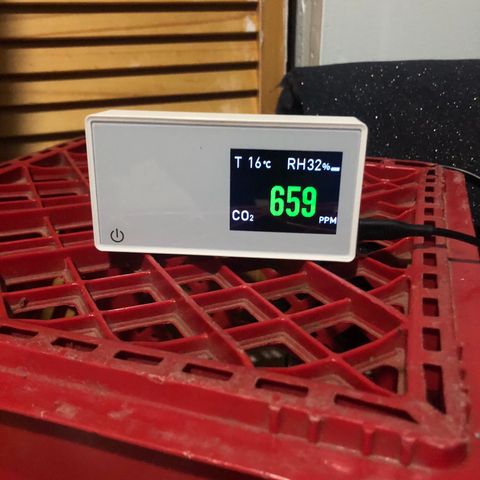 T 16°C RH32%
659
CO₂ PPM